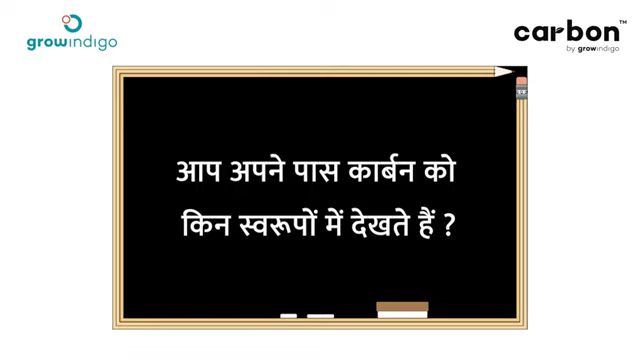 growindigo
carbon™
by growindigo
आप अपने पास कार्बन को
किन स्वरूपों में देखते हैं ?